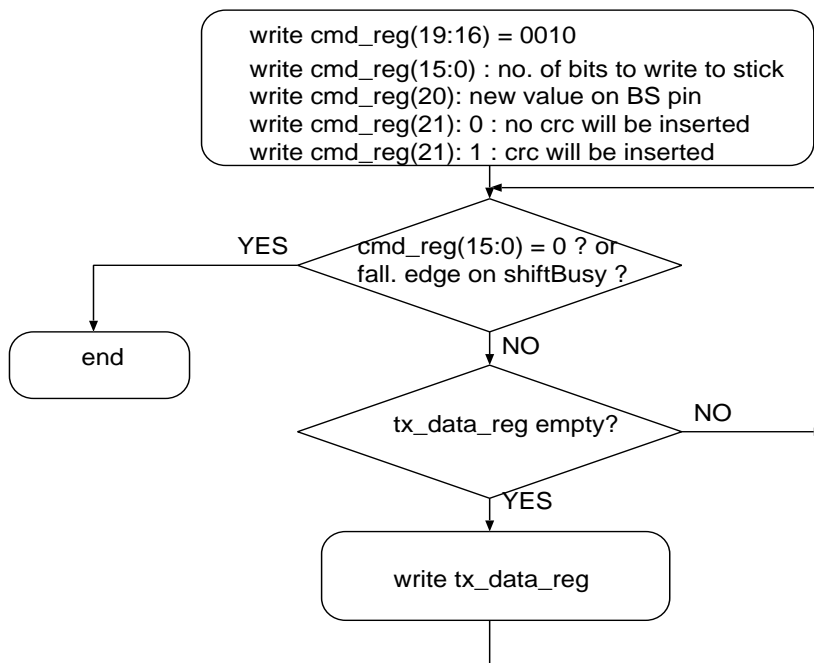 write cmd_reg(19:16) = 0010
write cmd_reg(15:0) : no. of bits to write to stick
write cmd_reg(20): new value on BS pin
write cmd_reg(21): 0 : no crc will be inserted
write cmd_reg(21): 1 : crc will be inserted
YES
cmd_reg(15:0) = 0 ? or
fall. edge on shiftBusy ?
end
NO
tx_data_reg empty?
NO
YES
write tx_data_reg